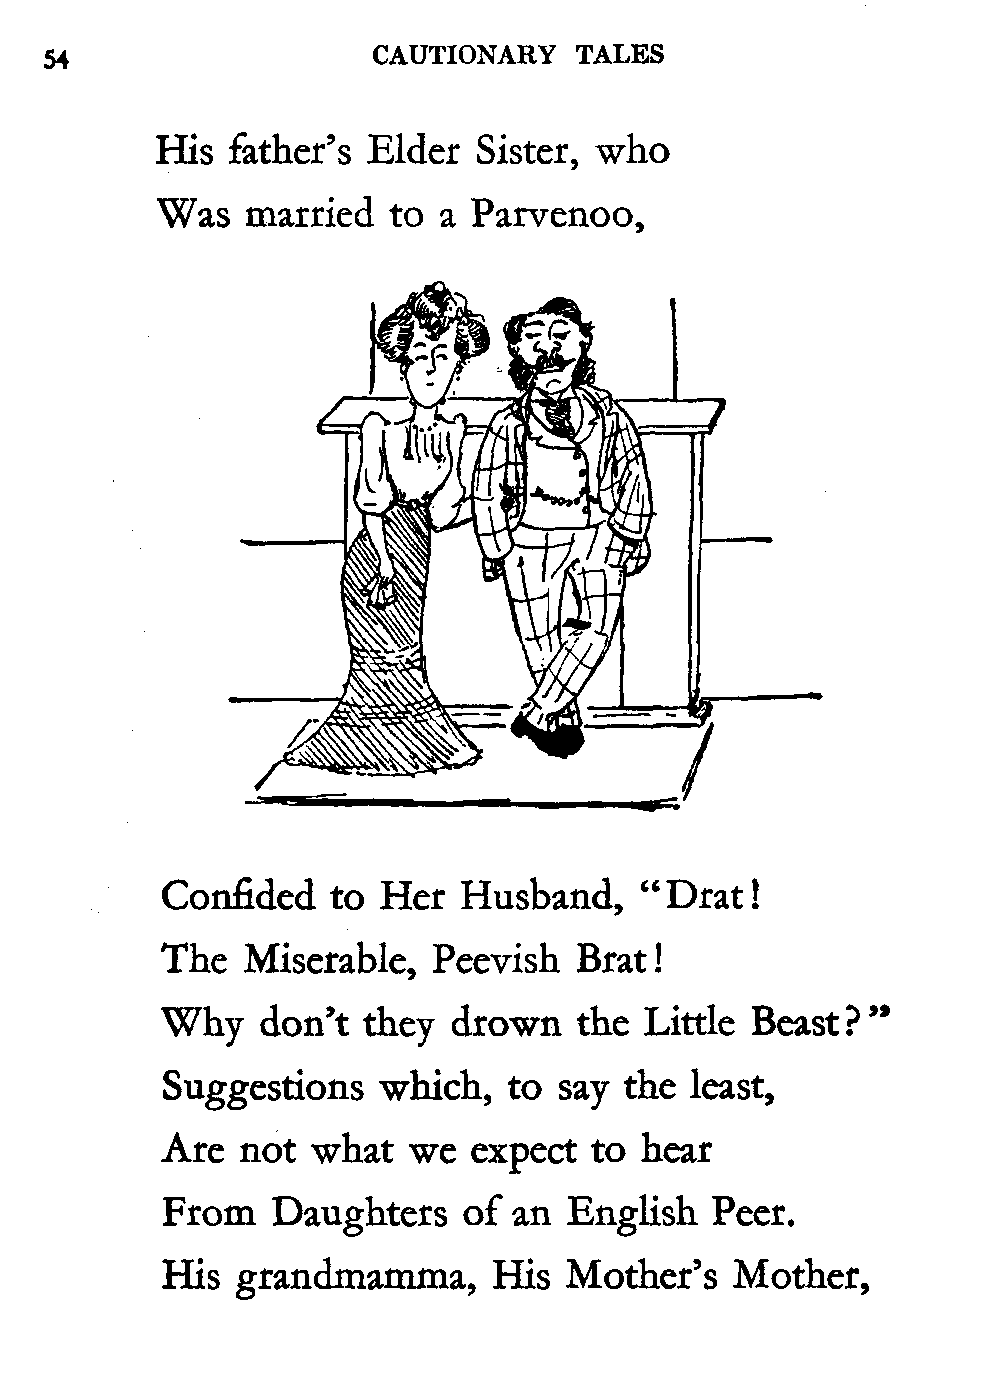 54
CAUTIONARY TALES
His father's Elder Sister, who
Was married to a Parvenoo,
Confided to Her Husband, "Drat!
The Miserable, Peevish Brat!
Why don't they drown the Little Beast?"
Suggestions which, to say the least,
Are not what we expect to hear
From Daughters of an English Peer.
His grandmamma, His Mother's Mother,